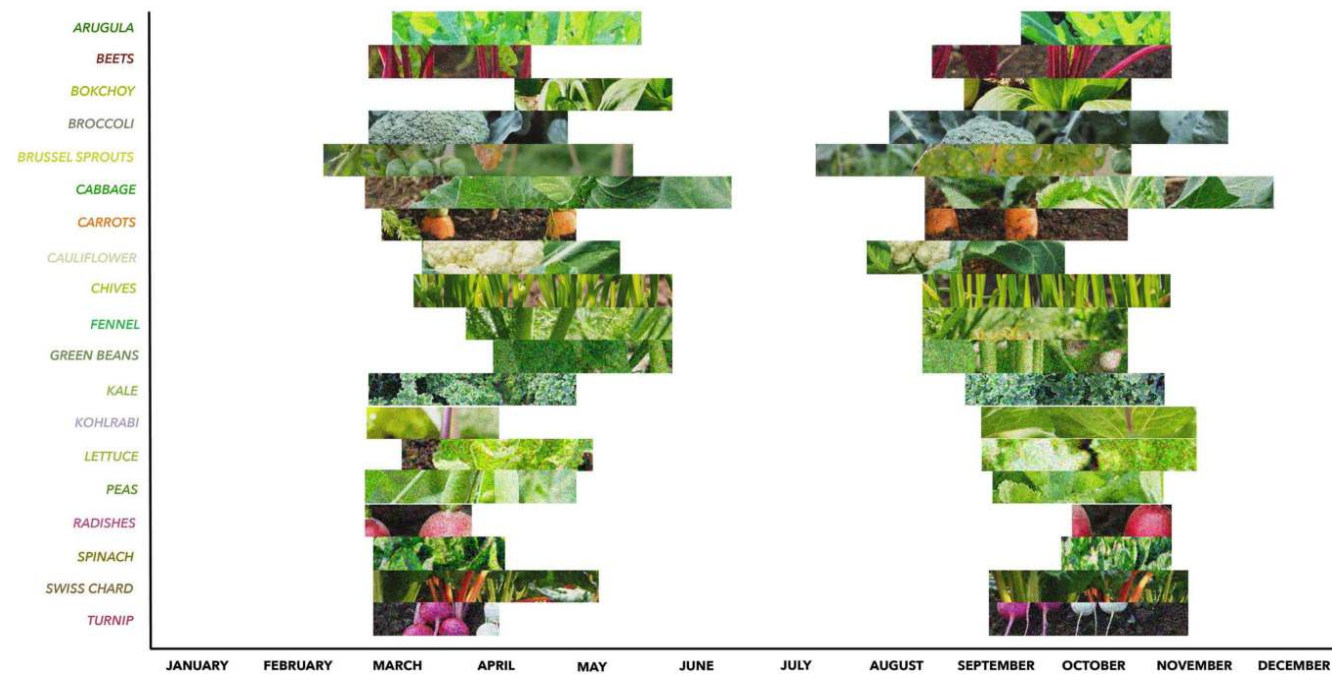 ARUGULA
BEETS
BOKCHOY
BROCCOLI
BRUSSEL SPROUTS
CABBAGE
CARROTS
CAULIFLOWER
CHIVES
FENNEL
GREEN BEANS
KALE
KOHLRABI
LETTUCE
PEAS
RADISHES
SPINACH
SWISS CHARD
TURNIP
JANUARY FEBRUARY MARCH APRIL MAY JUNE JULY AUGUST SEPTEMBER OCTOBER NOVEMBER DECEMBER